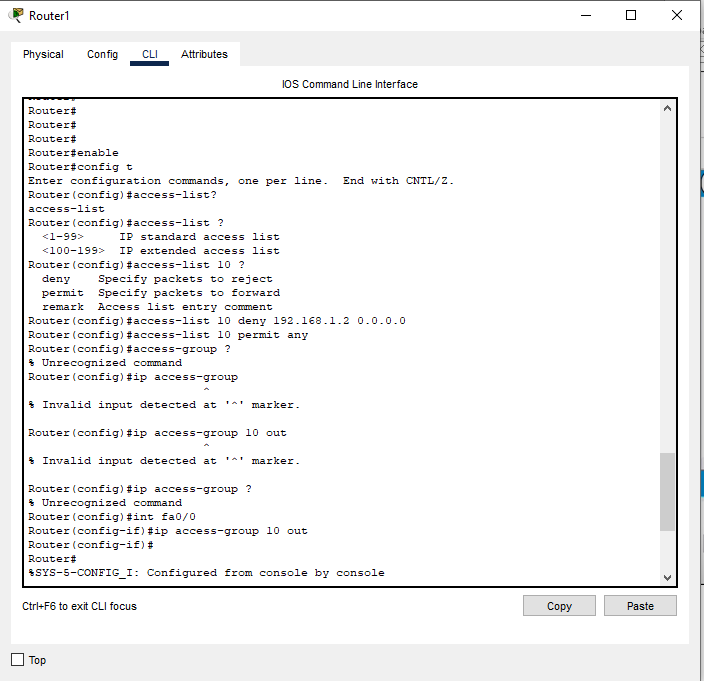 Router1
Physical Config CLI Attributes
IOS Command Line Interface
Router#
Router#
Router#
Router#enable
Router#config t
Enter configuration commands, one per line.  End with CNTL/Z.
Router(config)#access-list?
access-list
Router(config)#access-list ?
  <1-99>     IP standard access list
  <100-199>  IP extended access list
Router(config)#access-list 10 ?
  deny    Specify packets to reject
  permit  Specify packets to forward
  remark  Access list entry comment
Router(config)#access-list 10 deny 192.168.1.2 0.0.0.0
Router(config)#access-list 10 permit any
Router(config)#access-group ?
% Unrecognized command
Router(config)#ip access-group
                          ^
% Invalid input detected at '^' marker.
Router(config)#ip access-group 10 out
                          ^
% Invalid input detected at '^' marker.
Router(config)#ip access-group ?
% Unrecognized command
Router(config)#int fa0/0
Router(config-if)#ip access-group 10 out
Router(config-if)#
Router#
%SYS-5-CONFIG_I: Configured from console by console
Ctrl+F6 to exit CLI focus
Copy Paste
Top